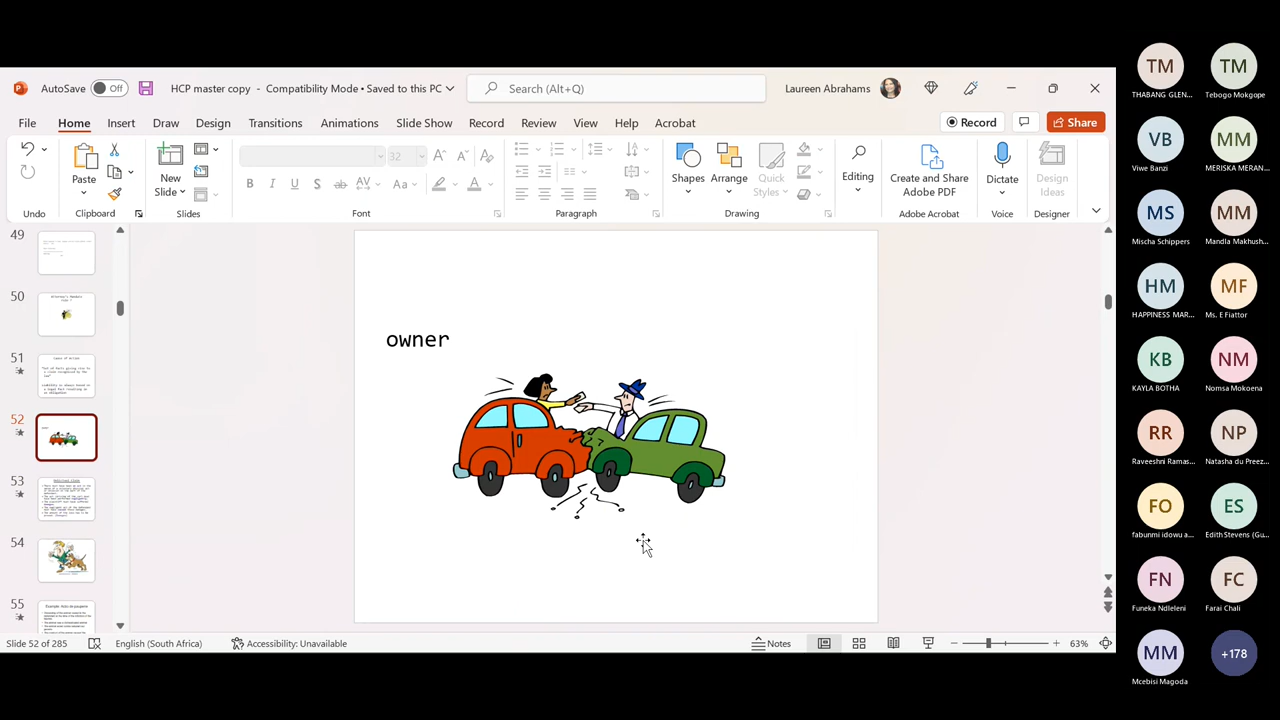 AutoSave Off
HCP master copy - Compatibility Mode • Saved to this PC
Search (Alt+Q)
Laureen Abrahams
File Home Insert Draw Design Transitions Animations Slide Show Record Review View Help Acrobat
Record
Share
Undo
Paste
Clipboard
New
Slide
Slides
32
Font
Paragraph
Shapes
Arrange
Quick
Styles
Drawing
Editing
Create and Share
Adobe PDF
Adobe Acrobat
Dictate
Voice
Design
Ideas
Designer
49
50
51
Cause of Action
52
53
54
55
owner
Slide 52 of 285
English (South Africa)
Accessibility: Unavailable
Notes
63%
TM
THABANG GLEN...
TM
Tebogo Mokgope
VB
Viwe Banzi
MM
MERISKA MERAN...
MS
Mischa Schippers
MM
Mandla Makhush...
HM
HAPPINESS MAR...
MF
Ms. E Fiattor
KB
KAYLA BOTHA
NM
Nomsa Mokoena
RR
Raveeshni Ramas...
NP
Natasha du Preez...
FO
fabunmi idowu a...
ES
Edith Stevens (Gu...
FN
Funeka Ndleleni
FC
Farai Chali
MM
Mcebisi Magoda
+178